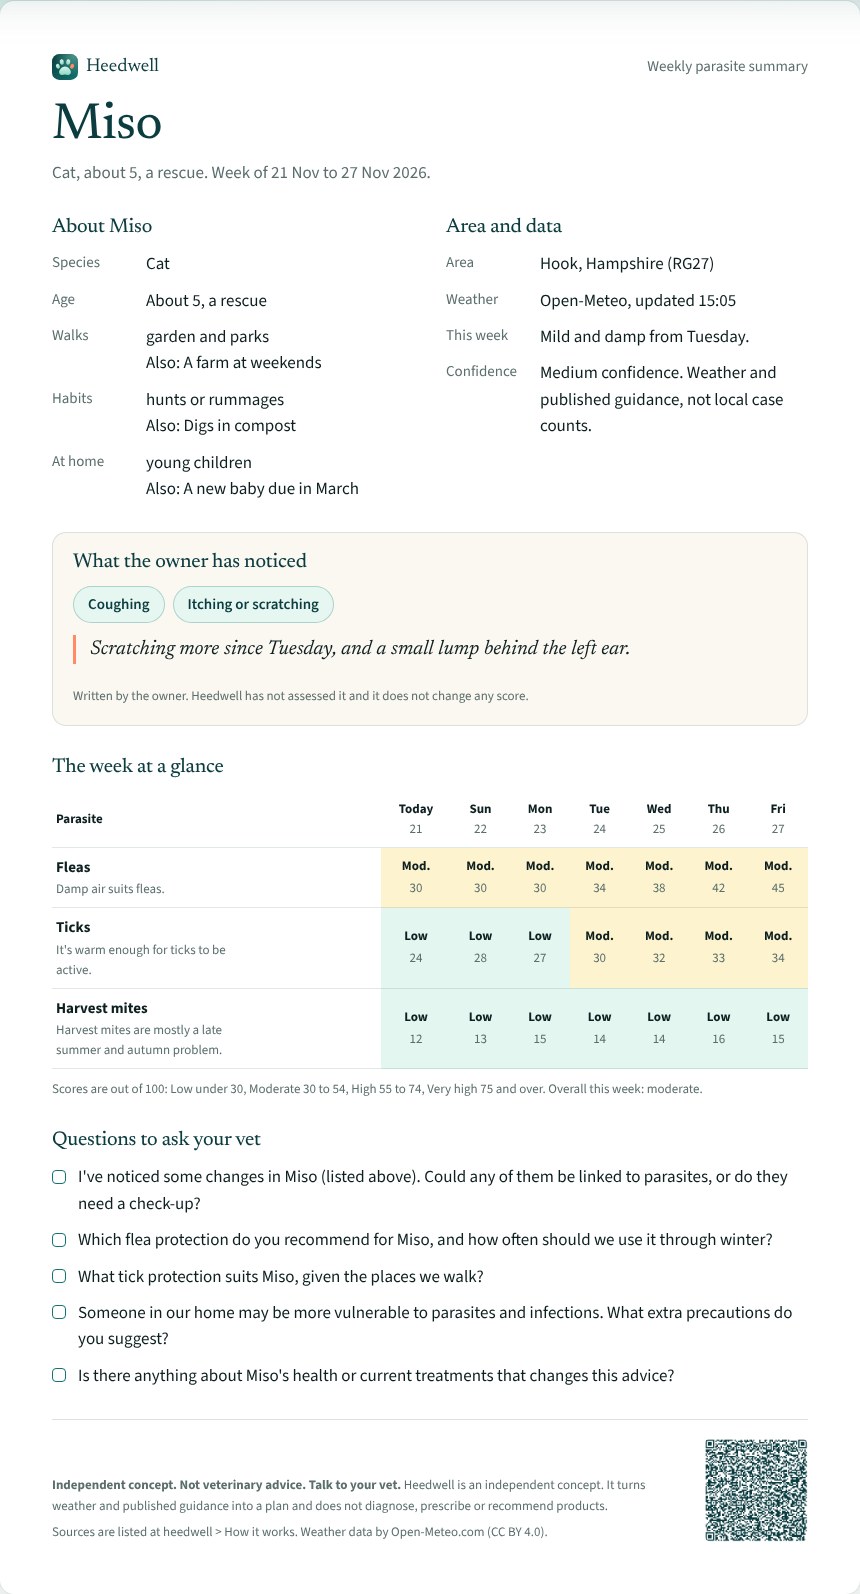 Heedwell
Weekly parasite summary
Miso
Cat, about 5, a rescue. Week of 21 Nov to 27 Nov 2026.
About Miso
Species Cat
Age About 5, a rescue
Walks garden and parks
Also: A farm at weekends
Habits hunts or rummages
Also: Digs in compost
At home young children
Also: A new baby due in March
Area and data
Area Hook, Hampshire (RG27)
Weather Open-Meteo, updated 15:05
This week Mild and damp from Tuesday.
Confidence Medium confidence. Weather and
published guidance, not local case
counts.
What the owner has noticed
Coughing Itching or scratching
Scratching more since Tuesday, and a small lump behind the left ear.
Written by the owner. Heedwell has not assessed it and it does not change any score.
The week at a glance
Parasite Today Sun Mon Tue Wed Thu Fri
21 22 23 24 25 26 27
Fleas Mod. Mod. Mod. Mod. Mod. Mod. Mod.
Damp air suits fleas. 30 30 30 34 38 42 45
Ticks Low Low Low Mod. Mod. Mod. Mod.
It's warm enough for ticks to be 24 28 27 30 32 33 34
active.
Harvest mites Low Low Low Low Low Low Low
Harvest mites are mostly a late 12 13 15 14 14 16 15
summer and autumn problem.
Scores are out of 100: Low under 30, Moderate 30 to 54, High 55 to 74, Very high 75 and over. Overall this week: moderate.
Questions to ask your vet
I've noticed some changes in Miso (listed above). Could any of them be linked to parasites, or do they
need a check-up?
Which flea protection do you recommend for Miso, and how often should we use it through winter?
What tick protection suits Miso, given the places we walk?
Someone in our home may be more vulnerable to parasites and infections. What extra precautions do
you suggest?
Is there anything about Miso's health or current treatments that changes this advice?
Independent concept. Not veterinary advice. Talk to your vet. Heedwell is an independent concept. It turns
weather and published guidance into a plan and does not diagnose, prescribe or recommend products.
Sources are listed at heedwell > How it works. Weather data by Open-Meteo.com (CC BY 4.0).